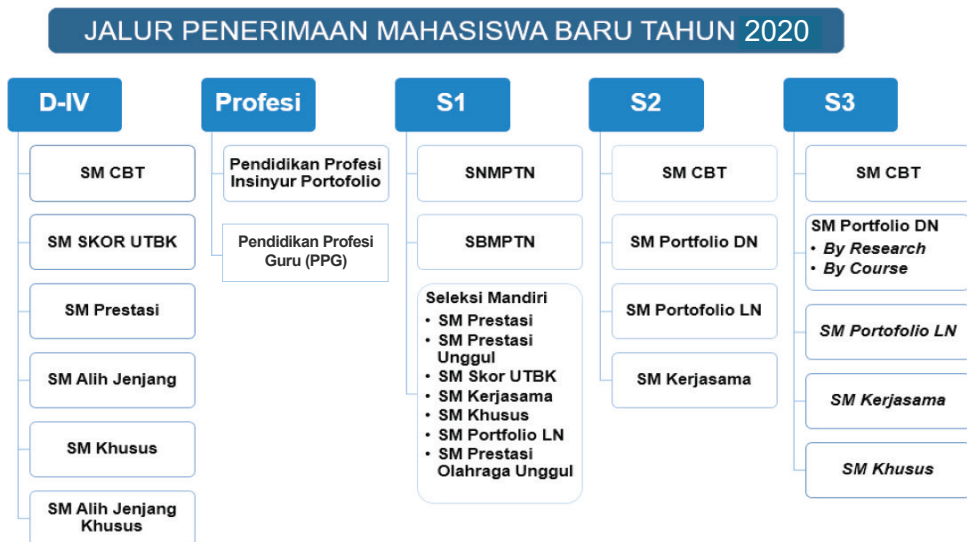 JALUR PENERIMAAN MAHASISWA BARU TAHUN 2020
D-IV
SM CBT
SM SKOR UTBK
SM Prestasi
SM Alih Jenjang
SM Khusus
SM Alih Jenjang
Khusus
Profesi
Pendidikan Profesi
Insinyur Portofolio
Pendidikan Profesi
Guru (PPG)
S1
SNMPTN
SBMPTN
Seleksi Mandiri
• SM Prestasi
• SM Prestasi
Unggul
• SM Skor UTBK
• SM Kerjasama
• SM Khusus
• SM Portfolio LN
• SM Prestasi
Olahraga Unggul
S2
SM CBT
SM Portfolio DN
SM Portofolio LN
SM Kerjasama
S3
SM CBT
SM Portfolio DN
• By Research
• By Course
SM Portofolio LN
SM Kerjasama
SM Khusus